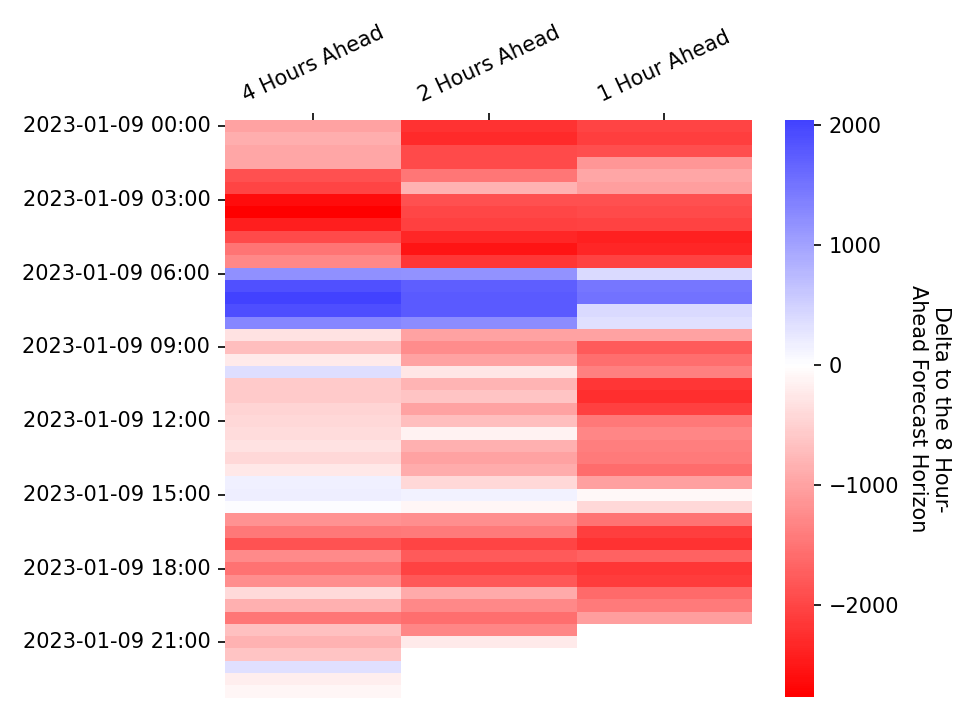 4 Hours Ahead
2 Hours Ahead
1 Hour Ahead
2023-01-09 00:00
2023-01-09 03:00
2023-01-09 06:00
2023-01-09 09:00
2023-01-09 12:00
2023-01-09 15:00
2023-01-09 18:00
2023-01-09 21:00
2000
1000
0
−1000
−2000
Delta to the 8 Hour-
Ahead Forecast Horizon